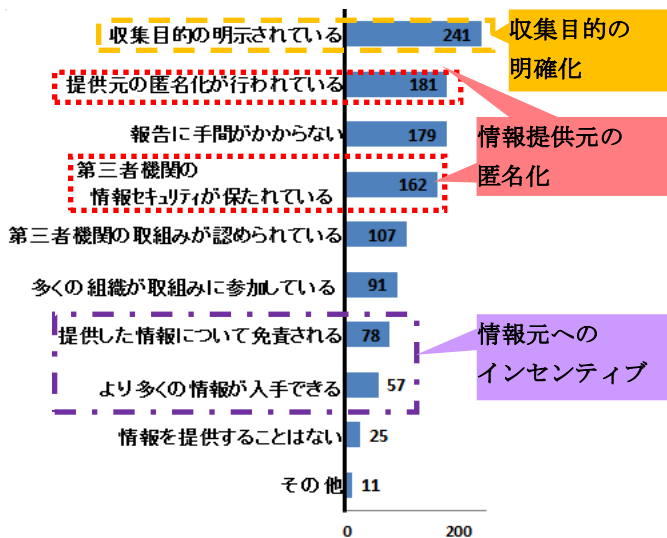 収集目的の明示されている
241
収集目的の
明確化
提供元の匿名化が行われている
181
報告に手間がかからない
179
情報提供元の
匿名化
第三者機関の
情報セキュリティが保たれている
162
第三者機関の取組みが認められている
107
多くの組織が取組みに参加している
91
提供した情報について免責される
78
情報元への
インセンティブ
より多くの情報が入手できる
57
情報を提供することはない
25
その他
11
0
200